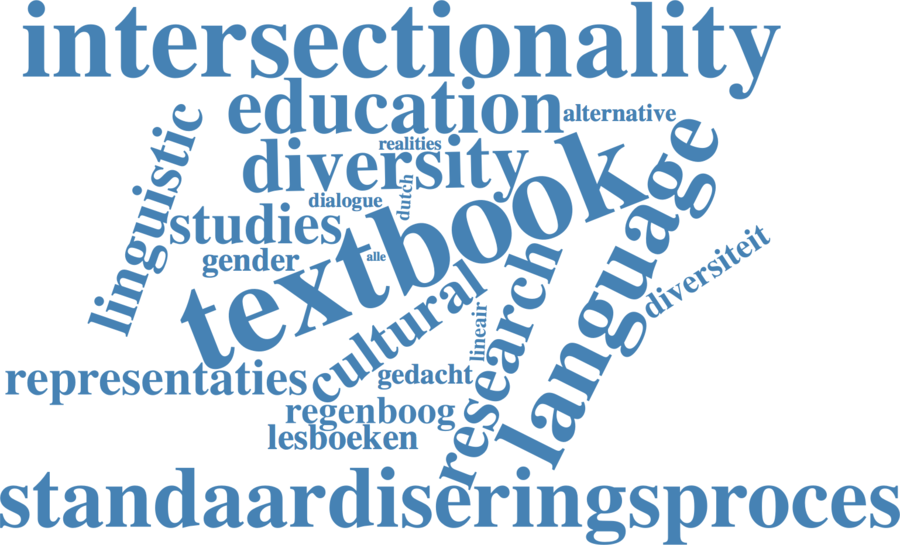 intersectionality
education
alternative
linguistic
realities
diversity
dutch
dialogue
studies
textbook
language
gender
alle
diversiteit
cultural
research
lineair
representaties
gedacht
regenboog
lesboeken
standaardiseringsproces